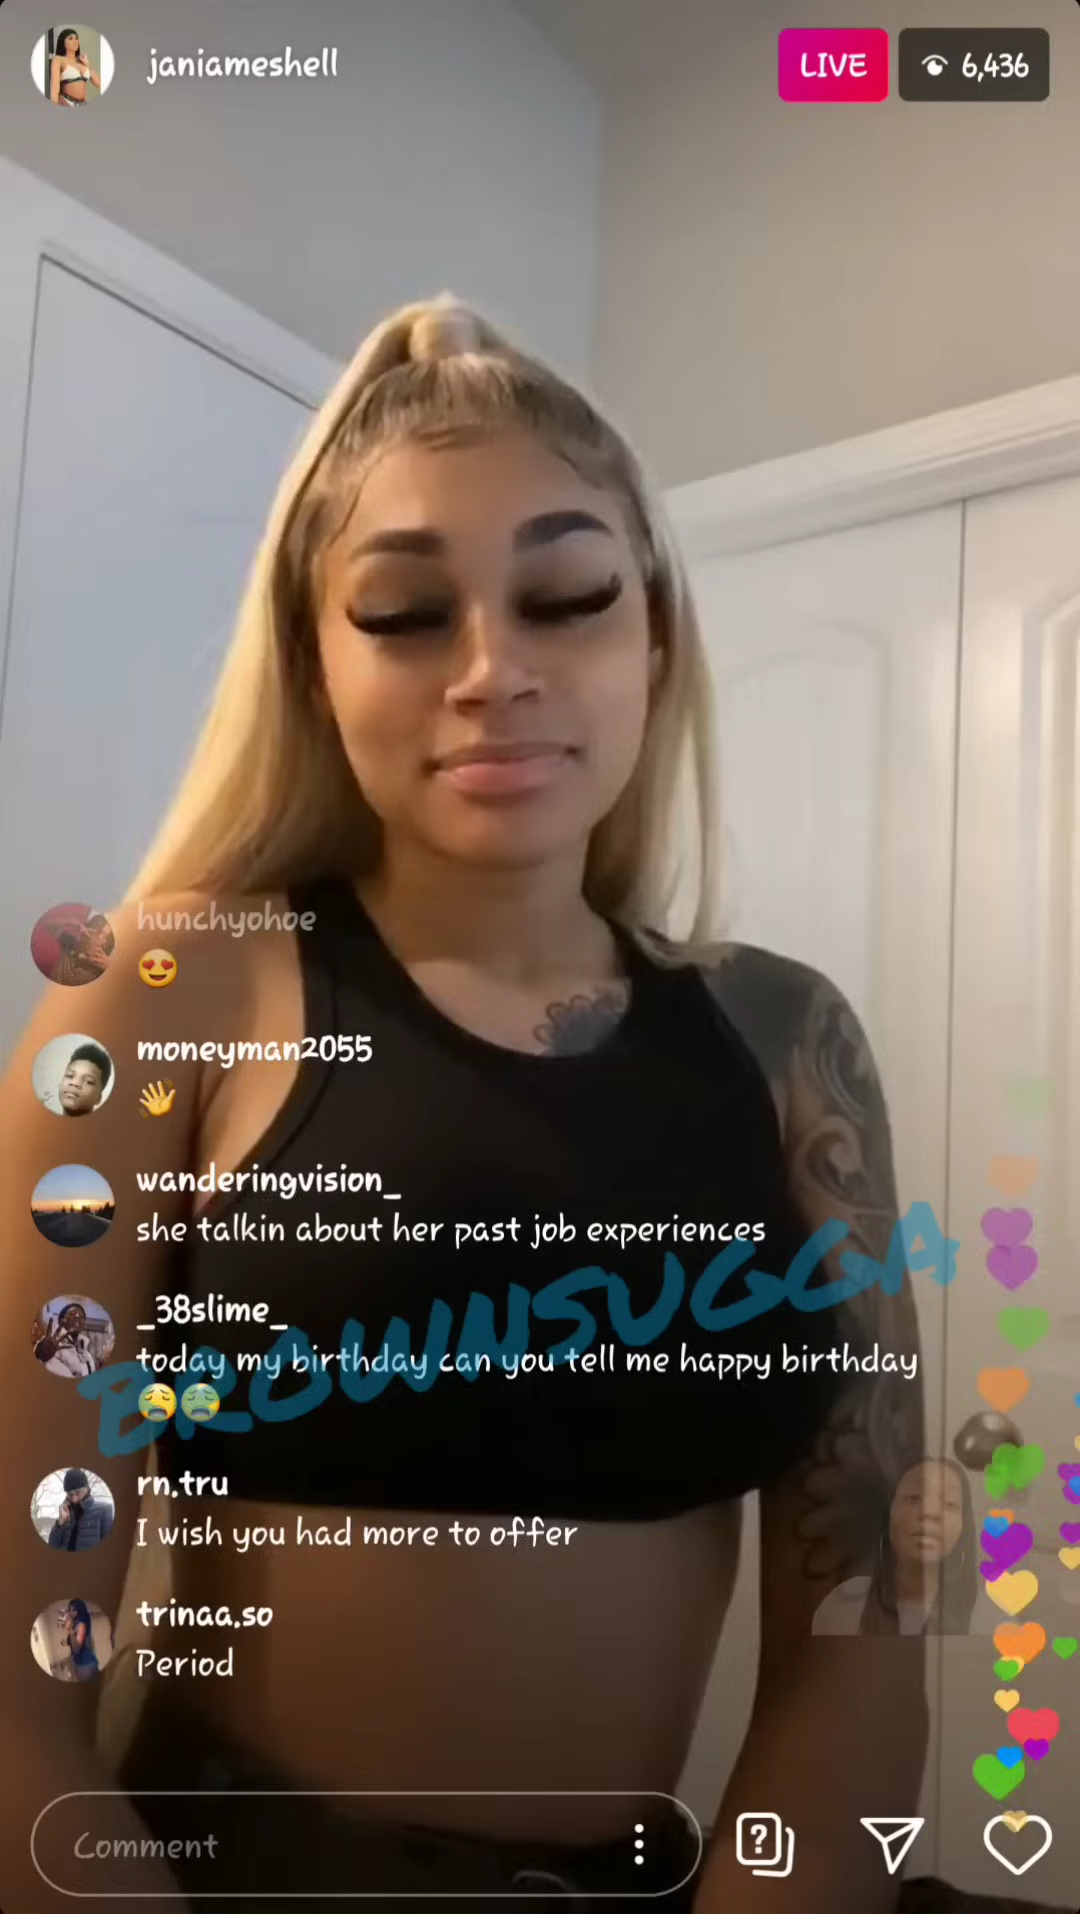 janiameshell
LIVE
6,436
hunchyohoe
😍
moneyman2055
👋
wanderingvision_
she talkin about her past job experiences
BROWNSUGGA
_38slime_
today my birthday can you tell me happy birthday
😥😥
rn.tru
I wish you had more to offer
trinaa.so
Period
Comment
?